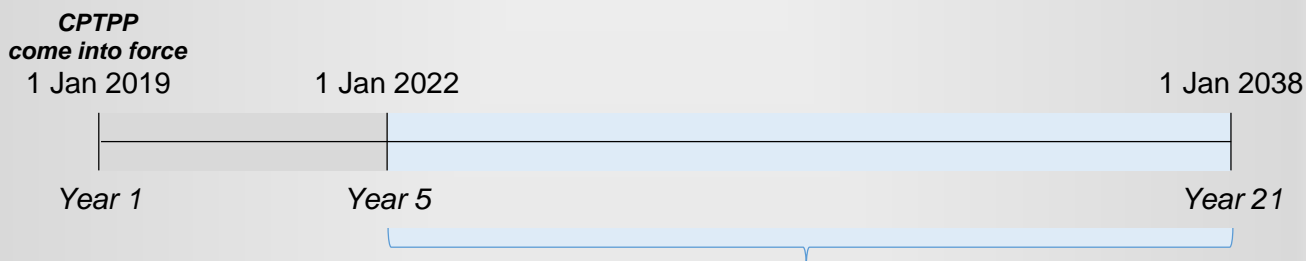 CPTPP
come into force
1 Jan 2019 1 Jan 2022 1 Jan 2038
Year 1 Year 5 Year 21